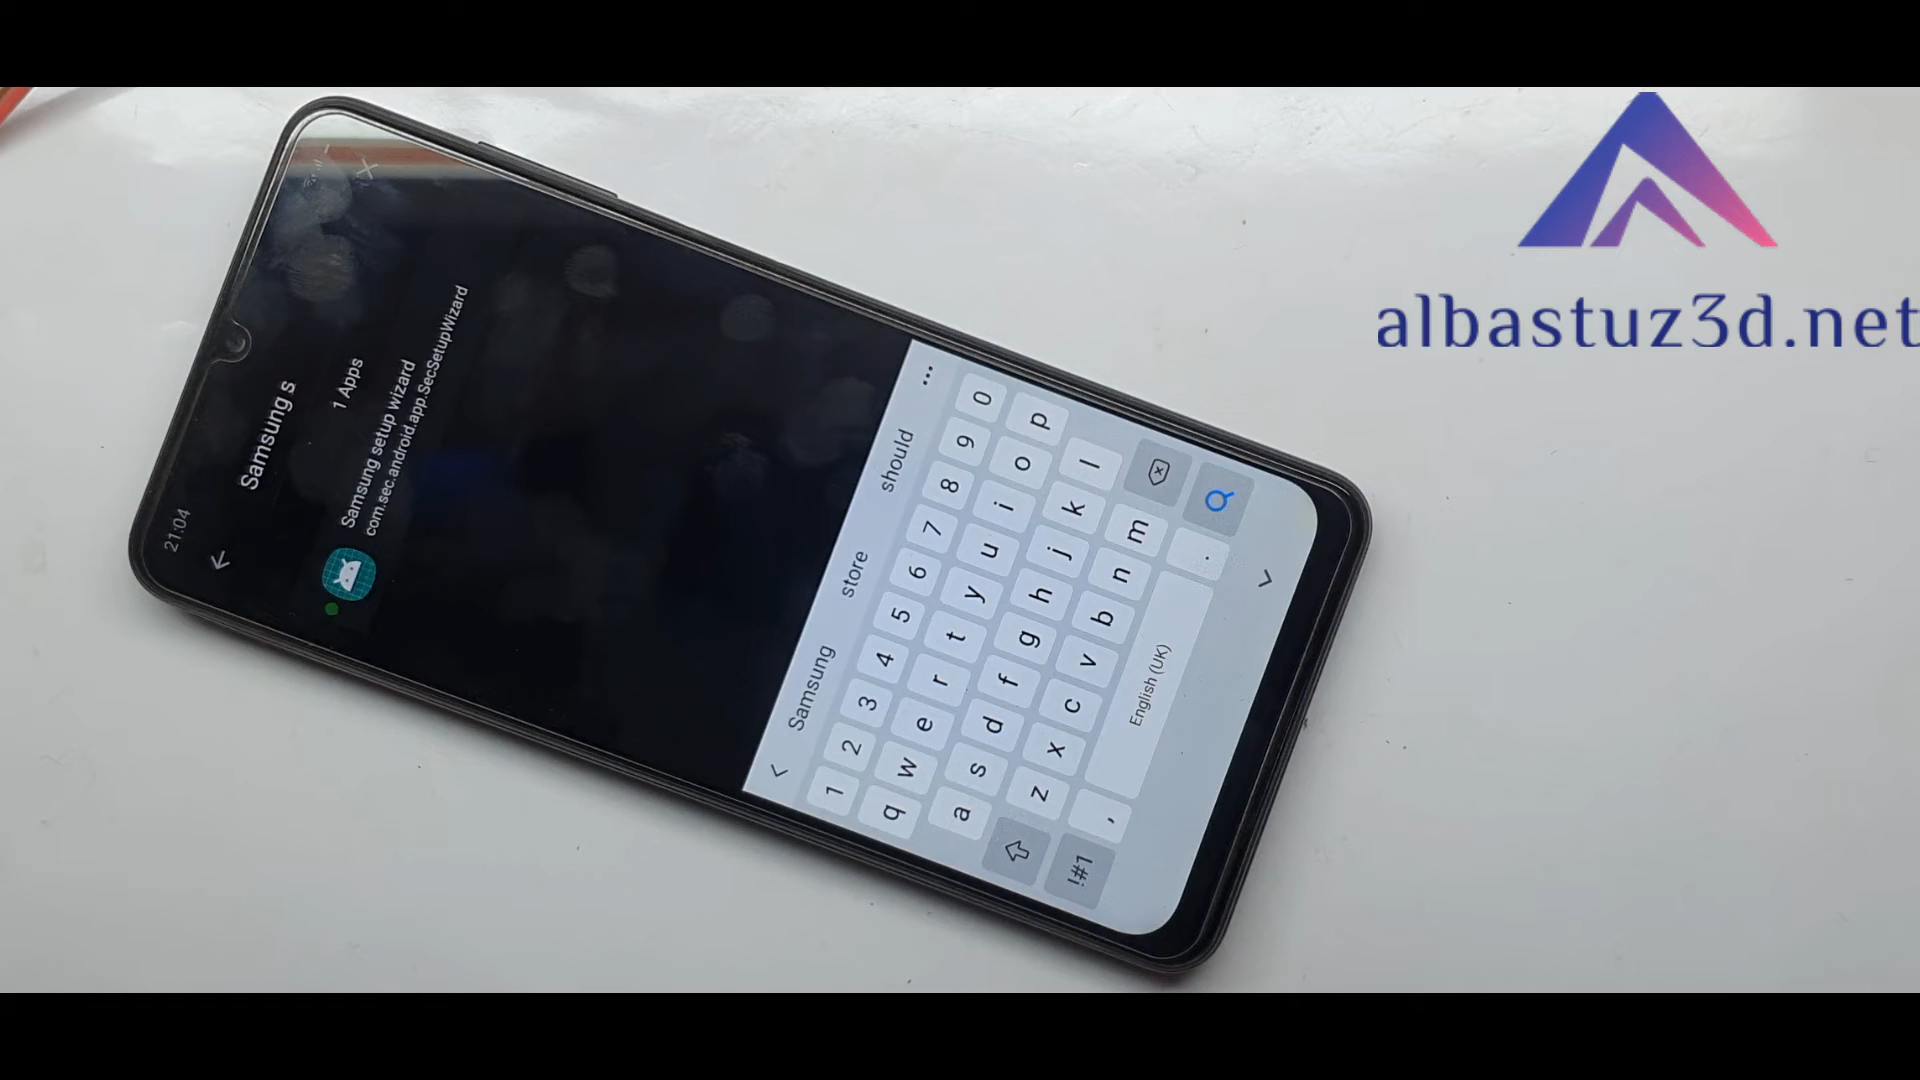 21:04
Samsung s
1 Apps
Samsung setup wizard
com.sec.android.app.SecSetupWizard
Samsung store should
1 2 3 4 5 6 7 8 9 0
q w e r t y u i o p
a s d f g h j k l
z x c v b n m
!#1 , English (UK) .
albastuz3d.net